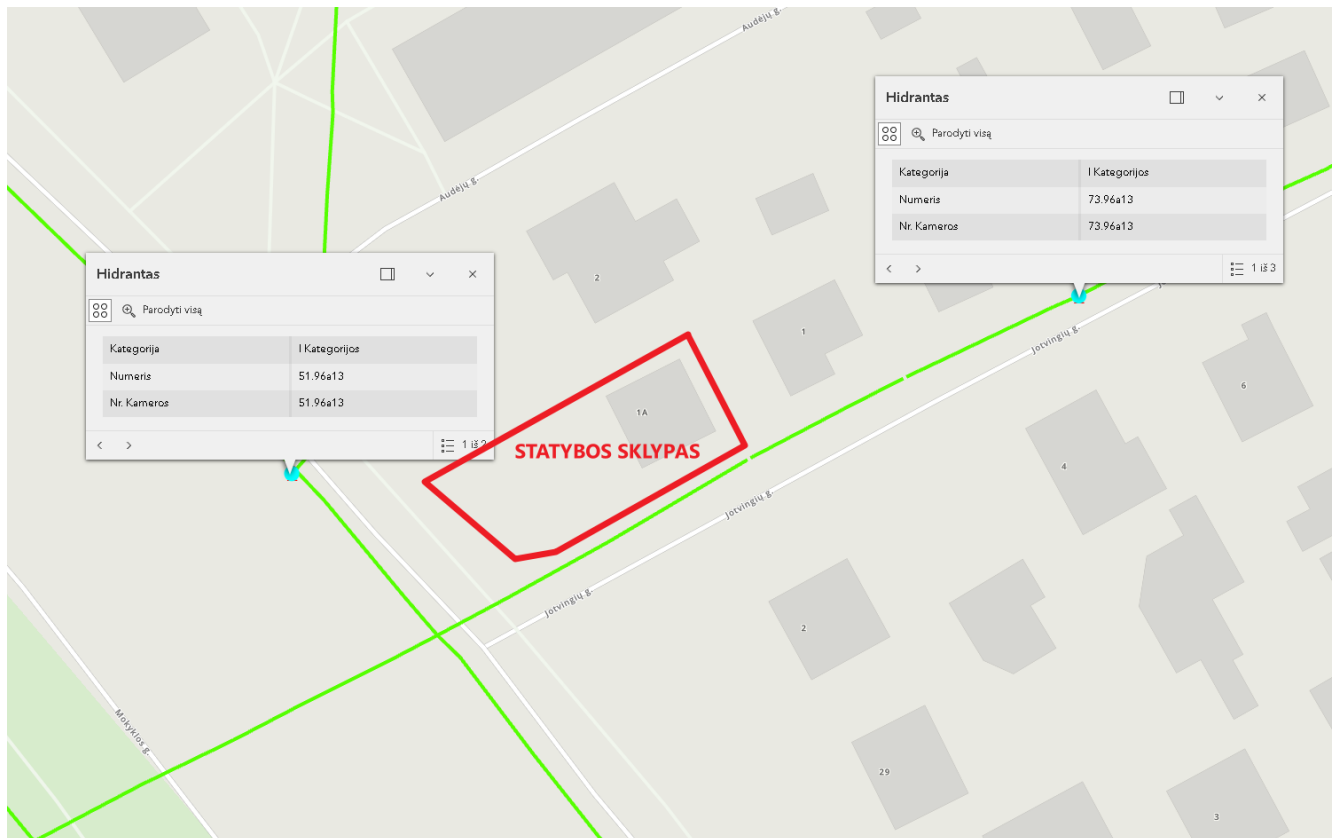 Audėjų g.
Hidrantas
Parodyti visą
Kategorija I Kategorijos
Numeris 73.96a13
Nr. Kameros 73.96a13
1 iš 3
Audėjų g.
Hidrantas
Parodyti visą
Kategorija I Kategorijos
Numeris 51.96a13
Nr. Kameros 51.96a13
1 iš
2
1
Jotvingių g.
6
1A
STATYBOS SKLYPAS
4
Jotvingių g.
Jotvingių g.
2
Mokyklos g.
29
3